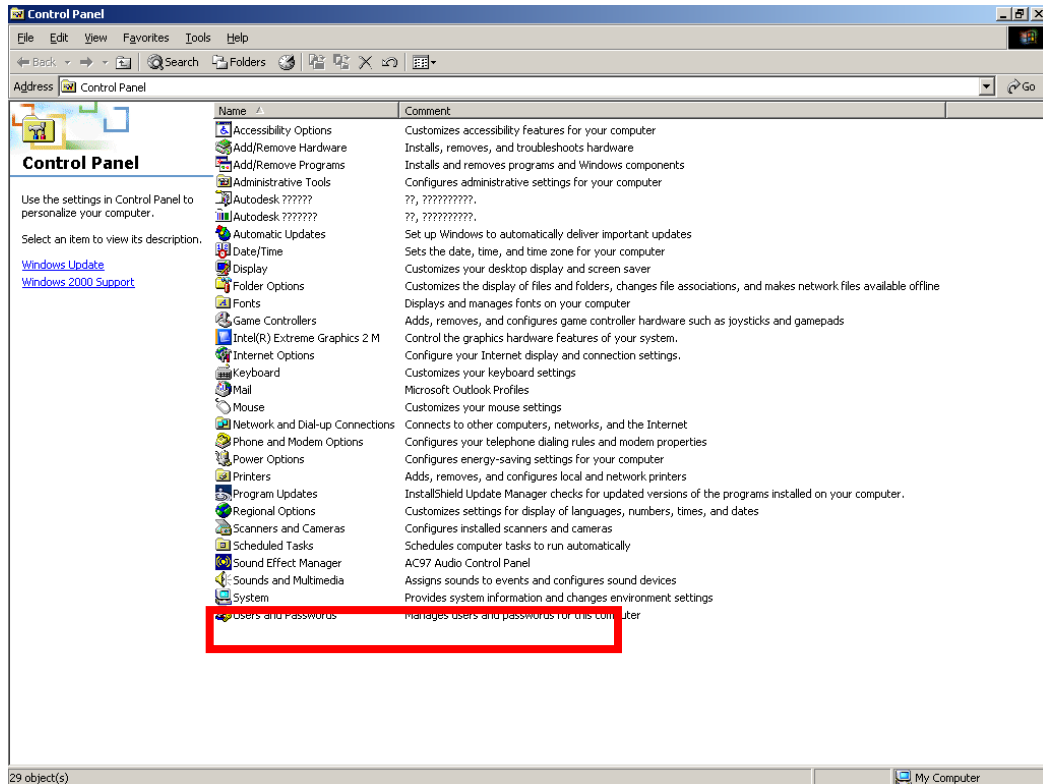 Control Panel
File Edit View Favorites Tools Help
Back Search Folders
Address Control Panel Go
Name Comment
Accessibility Options Customizes accessibility features for your computer
Add/Remove Hardware Installs, removes, and troubleshoots hardware
Control Panel
Add/Remove Programs Installs and removes programs and Windows components
Administrative Tools Configures administrative settings for your computer
Use the settings in Control Panel to
personalize your computer.
Autodesk ?????? ??, ??????????.
Autodesk ??????? ??, ??????????.
Select an item to view its description.
Automatic Updates Set up Windows to automatically deliver important updates
Date/Time Sets the date, time, and time zone for your computer
Windows Update
Display Customizes your desktop display and screen saver
Windows 2000 Support
Folder Options Customizes the display of files and folders, changes file associations, and makes network files available offline
Fonts Displays and manages fonts on your computer
Game Controllers Adds, removes, and configures game controller hardware such as joysticks and gamepads
Intel(R) Extreme Graphics 2 M Control the graphics hardware features of your system.
Internet Options Configure your Internet display and connection settings.
Keyboard Customizes your keyboard settings
Mail Microsoft Outlook Profiles
Mouse Customizes your mouse settings
Network and Dial-up Connections Connects to other computers, networks, and the Internet
Phone and Modem Options Configures your telephone dialing rules and modem properties
Power Options Configures energy-saving settings for your computer
Printers Adds, removes, and configures local and network printers
Program Updates InstallShield Update Manager checks for updated versions of the programs installed on your computer.
Regional Options Customizes settings for display of languages, numbers, times, and dates
Scanners and Cameras Configures installed scanners and cameras
Scheduled Tasks Schedules computer tasks to run automatically
Sound Effect Manager AC97 Audio Control Panel
Sounds and Multimedia Assigns sounds to events and configures sound devices
System Provides system information and changes environment settings
Users and Passwords Manages users and passwords for this computer
29 object(s) My Computer